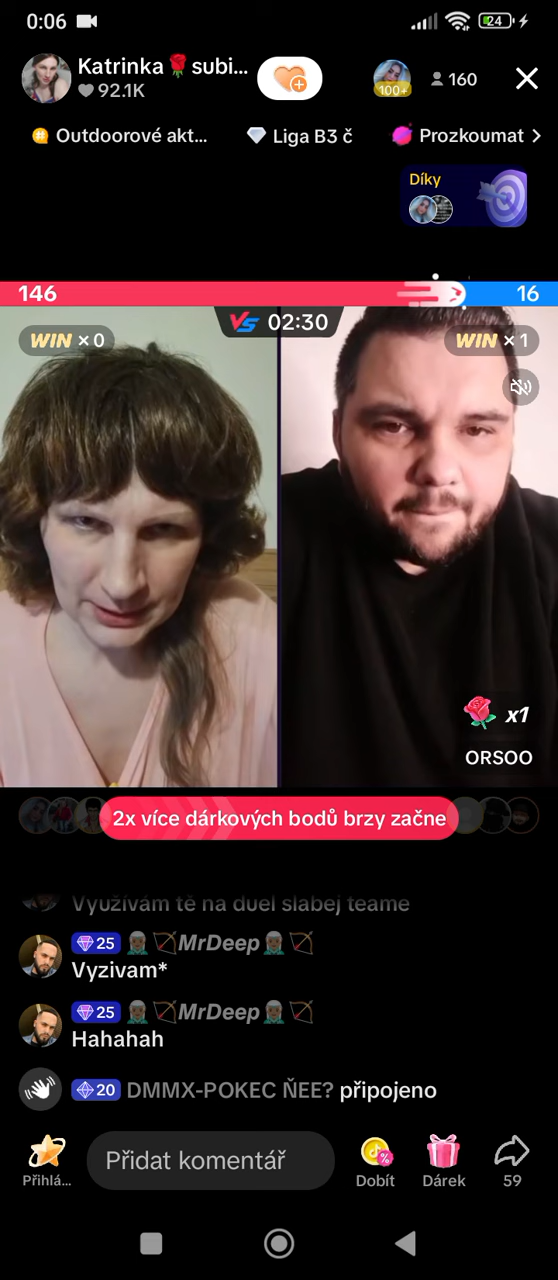 0:06
24
Katrinka🌹subi...
92.1K
100+
160
Outdoorové akt...
Liga B3 č
Prozkoumat
Díky
146
16
VS 02:30
WIN × 0
WIN × 1
x1
ORSOO
2x více dárkových bodů brzy začne
Využívám tě na duel slabej teame
25 MrDeep
Vyzivam*
25 MrDeep
Hahahah
20 DMMX-POKEC ŇEE? připojeno
Přihlá...
Přidat komentář
Dobít
Dárek
59